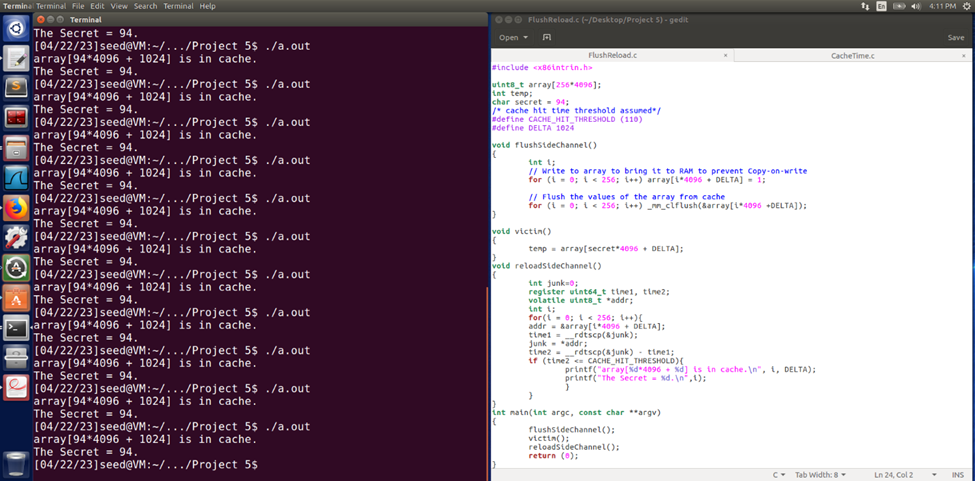 Terminal Terminal File Edit View Search Terminal Help
En
4:11 PM
Terminal
The Secret = 94.
[04/22/23]seed@VM:~/.../Project 5$ ./a.out
array[94*4096 + 1024] is in cache.
The Secret = 94.
[04/22/23]seed@VM:~/.../Project 5$ ./a.out
array[94*4096 + 1024] is in cache.
The Secret = 94.
[04/22/23]seed@VM:~/.../Project 5$ ./a.out
array[94*4096 + 1024] is in cache.
The Secret = 94.
[04/22/23]seed@VM:~/.../Project 5$ ./a.out
array[94*4096 + 1024] is in cache.
The Secret = 94.
[04/22/23]seed@VM:~/.../Project 5$ ./a.out
array[94*4096 + 1024] is in cache.
The Secret = 94.
[04/22/23]seed@VM:~/.../Project 5$ ./a.out
array[94*4096 + 1024] is in cache.
The Secret = 94.
[04/22/23]seed@VM:~/.../Project 5$ ./a.out
array[94*4096 + 1024] is in cache.
The Secret = 94.
[04/22/23]seed@VM:~/.../Project 5$ ./a.out
array[94*4096 + 1024] is in cache.
The Secret = 94.
[04/22/23]seed@VM:~/.../Project 5$ ./a.out
array[94*4096 + 1024] is in cache.
The Secret = 94.
[04/22/23]seed@VM:~/.../Project 5$ ./a.out
array[94*4096 + 1024] is in cache.
The Secret = 94.
[04/22/23]seed@VM:~/.../Project 5$ ./a.out
array[94*4096 + 1024] is in cache.
The Secret = 94.
[04/22/23]seed@VM:~/.../Project 5$
FlushReload.c (~/Desktop/Project 5) - gedit
Open
Save
FlushReload.c
CacheTime.c
#include <x86intrin.h>
uint8_t array[256*4096];
int temp;
char secret = 94;
/* cache hit time threshold assumed*/
#define CACHE_HIT_THRESHOLD (110)
#define DELTA 1024
void flushSideChannel()
{
int i;
// Write to array to bring it to RAM to prevent Copy-on-write
for (i = 0; i < 256; i++) array[i*4096 + DELTA] = 1;
// Flush the values of the array from cache
for (i = 0; i < 256; i++) _mm_clflush(&array[i*4096 +DELTA]);
}
void victim()
{
temp = array[secret*4096 + DELTA];
}
void reloadSideChannel()
{
int junk=0;
register uint64_t time1, time2;
volatile uint8_t *addr;
int i;
for(i = 0; i < 256; i++){
addr = &array[i*4096 + DELTA];
time1 = __rdtscp(&junk);
junk = *addr;
time2 = __rdtscp(&junk) - time1;
if (time2 <= CACHE_HIT_THRESHOLD){
printf("array[%d*4096 + %d] is in cache.\n", i, DELTA);
printf("The Secret = %d.\n",i);
}
}
}
int main(int argc, const char **argv)
{
flushSideChannel();
victim();
reloadSideChannel();
return (0);
}
C
Tab Width: 8
Ln 24, Col 2
INS